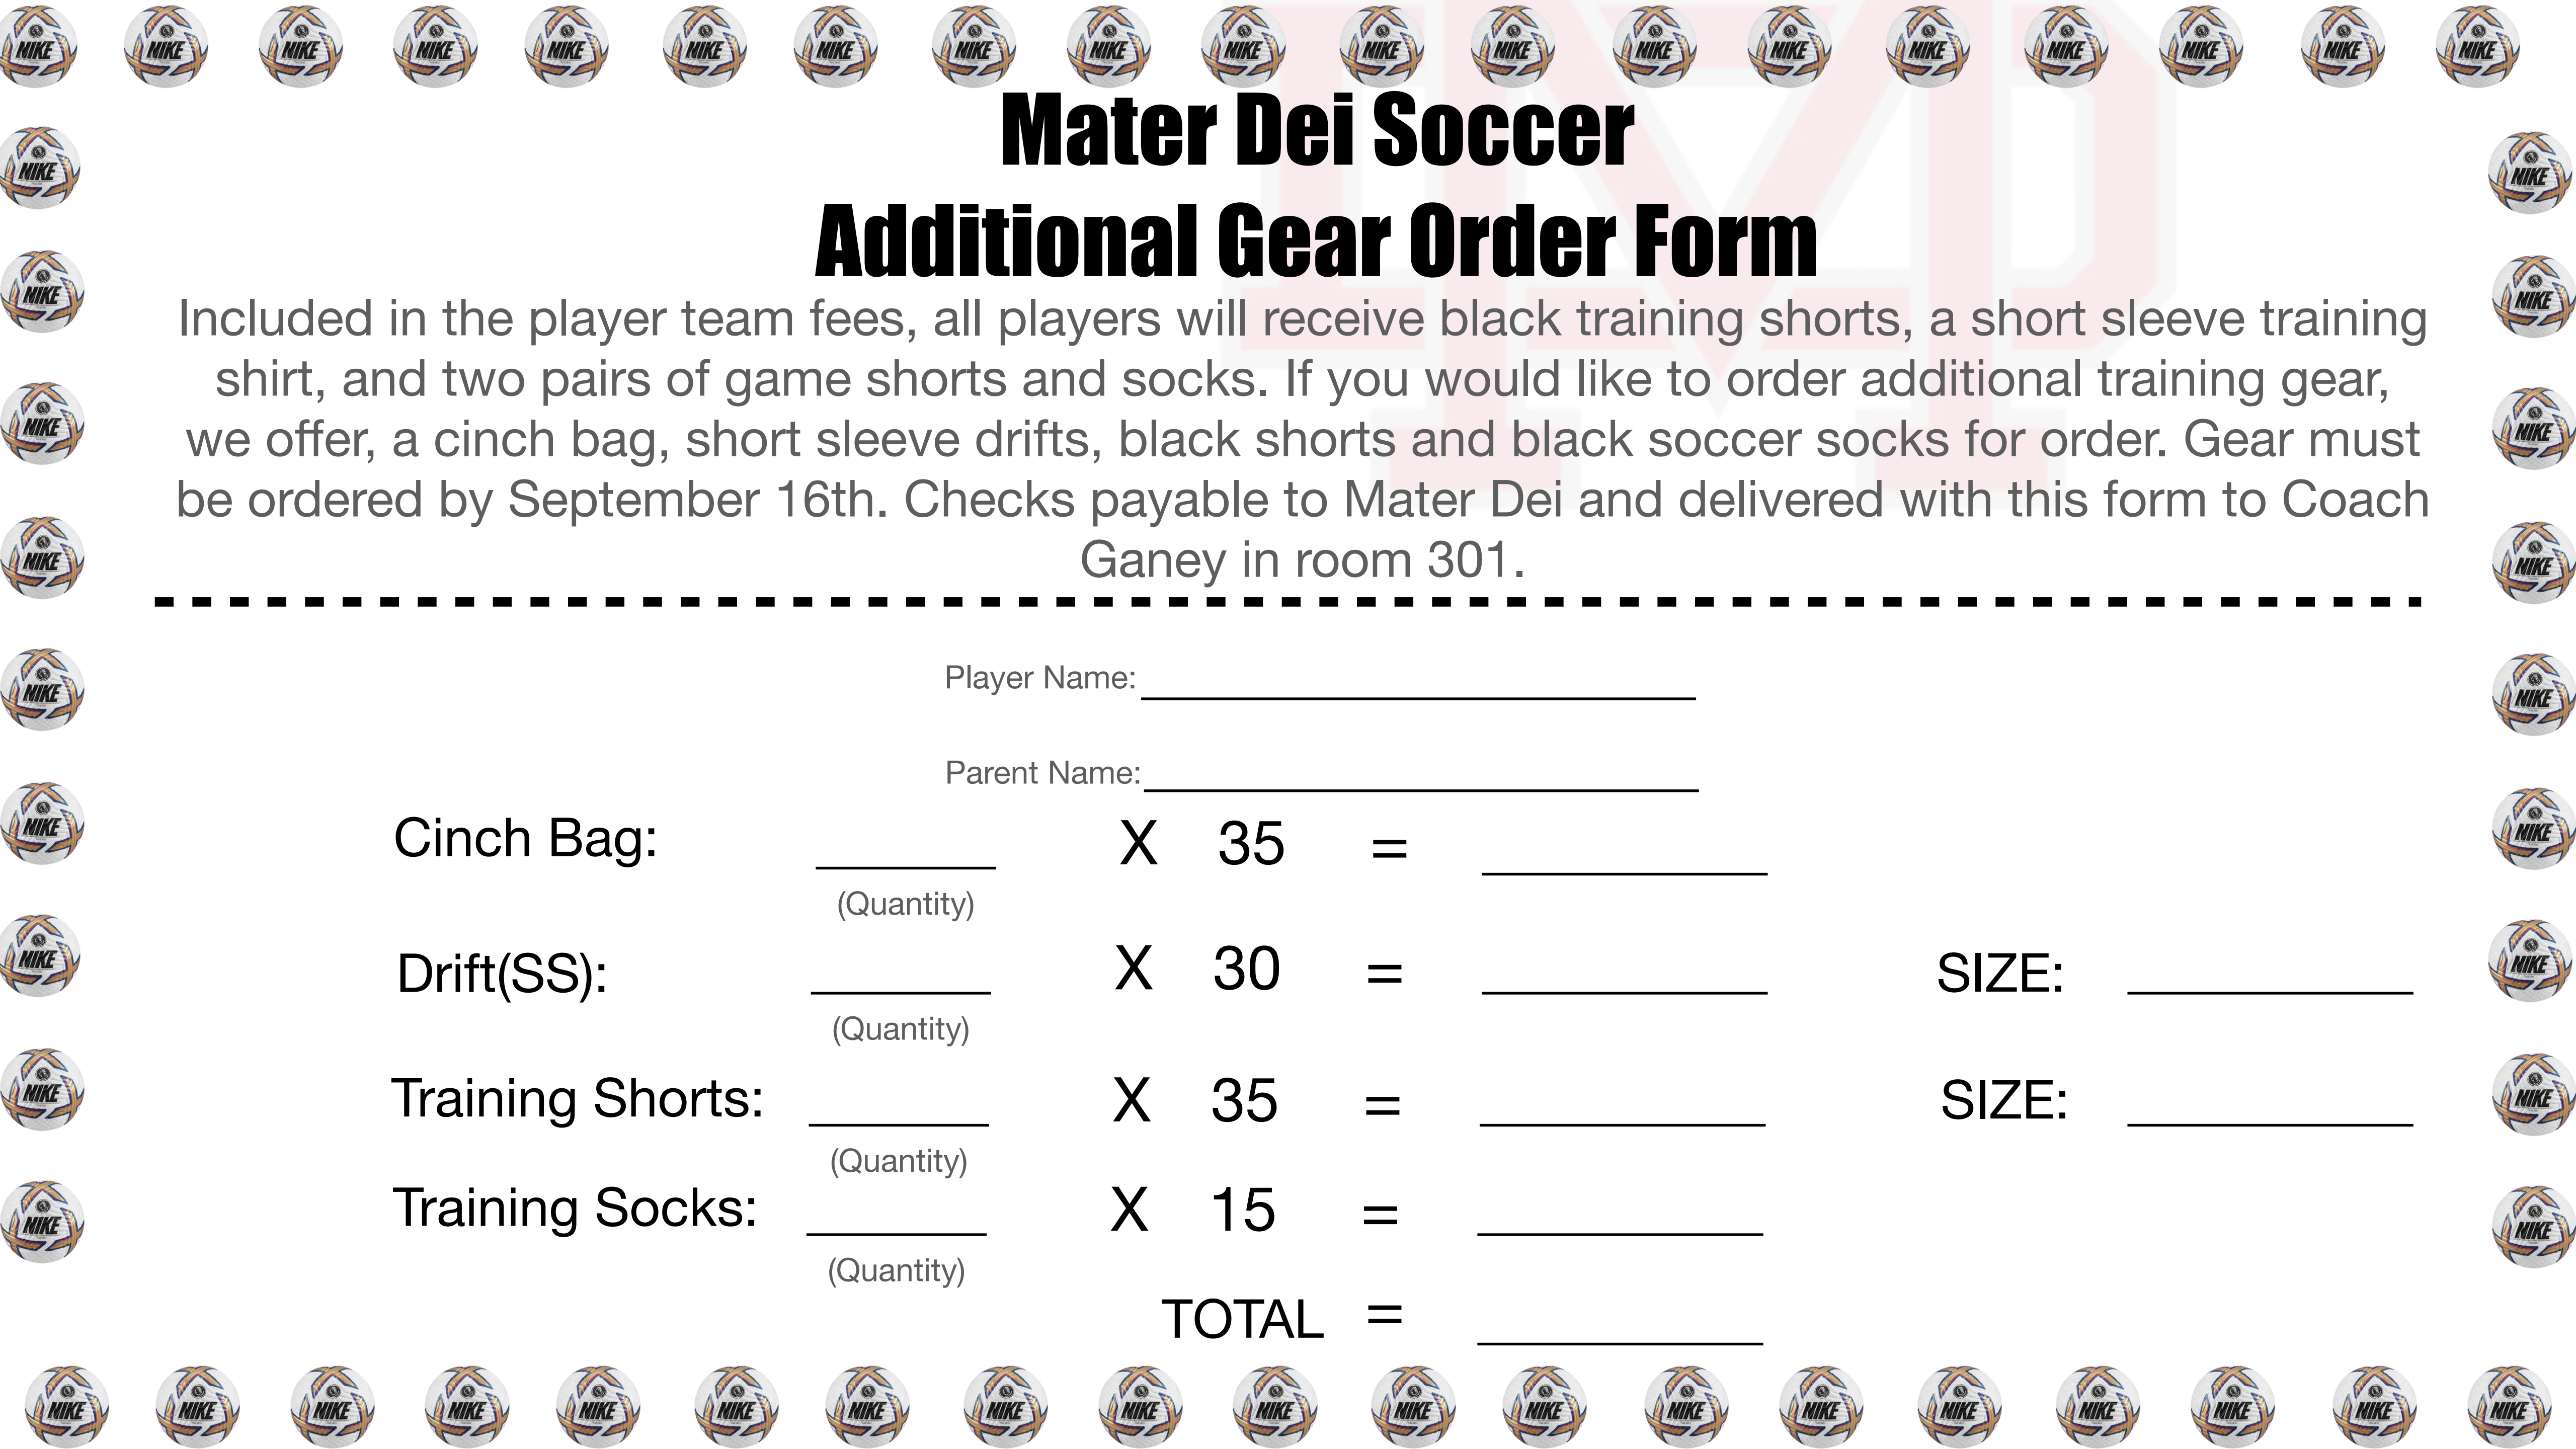 Mater Dei Soccer
Additional Gear Order Form
Included in the player team fees, all players will receive black training shorts, a short sleeve training
shirt, and two pairs of game shorts and socks. If you would like to order additional training gear,
we offer, a cinch bag, short sleeve drifts, black shorts and black soccer socks for order. Gear must
be ordered by September 16th. Checks payable to Mater Dei and delivered with this form to Coach
Ganey in room 301.
Player Name:
Parent Name:
Cinch Bag: X 35 =
(Quantity)
Drift(SS): X 30 = SIZE:
(Quantity)
Training Shorts: X 35 = SIZE:
(Quantity)
Training Socks: X 15 =
(Quantity)
TOTAL =